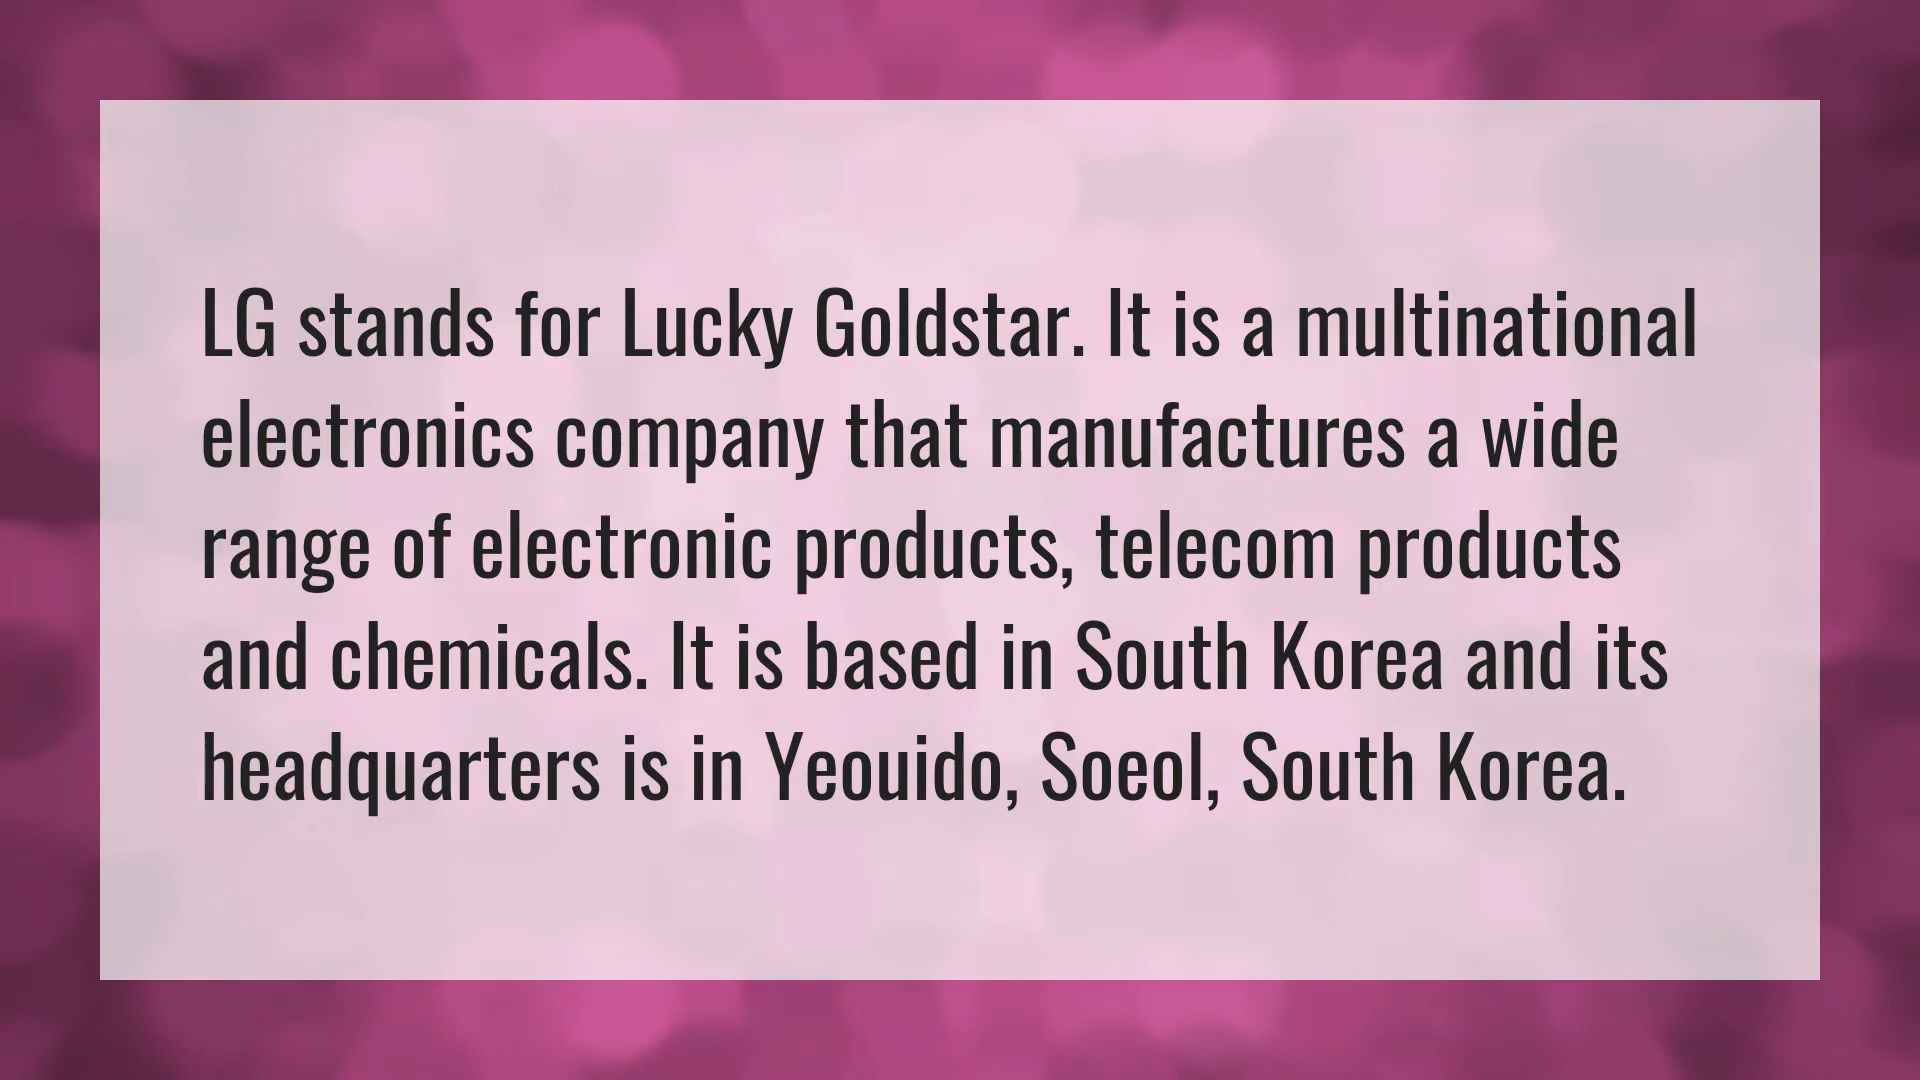 LG stands for Lucky Goldstar. It is a multinational
electronics company that manufactures a wide
range of electronic products, telecom products
and chemicals. It is based in South Korea and its
headquarters is in Yeouido, Soeol, South Korea.